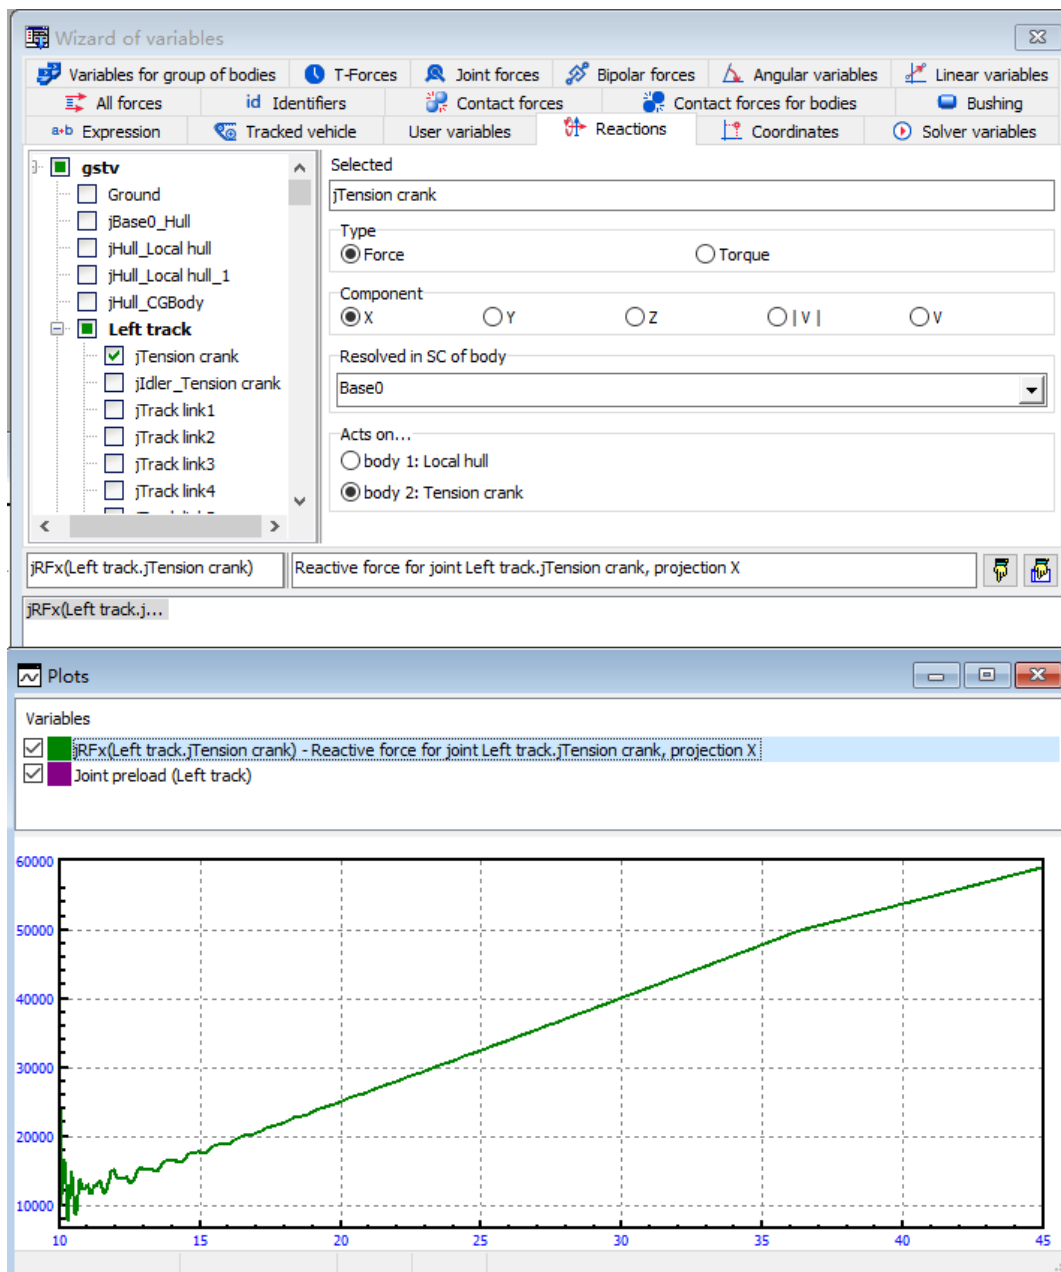 Wizard of variables
Variables for group of bodies T-Forces Joint forces Bipolar forces Angular variables Linear variables
All forces id Identifiers Contact forces Contact forces for bodies Bushing
a+b Expression Tracked vehicle User variables Reactions Coordinates Solver variables
gstv
Ground
jBase0_Hull
jHull_Local hull
jHull_Local hull_1
jHull_CGBody
Left track
jTension crank
jIdler_Tension crank
jTrack link1
jTrack link2
jTrack link3
jTrack link4
Selected
jTension crank
Type
Force Torque
Component
X Y Z | V | V
Resolved in SC of body
Base0
Acts on...
body 1: Local hull
body 2: Tension crank
jRFx(Left track.jTension crank) Reactive force for joint Left track.jTension crank, projection X
jRFx(Left track.j...
Plots
Variables
jRFx(Left track.jTension crank) - Reactive force for joint Left track.jTension crank, projection X
Joint preload (Left track)
60000
50000
40000
30000
20000
10000
10 15 20 25 30 35 40 45